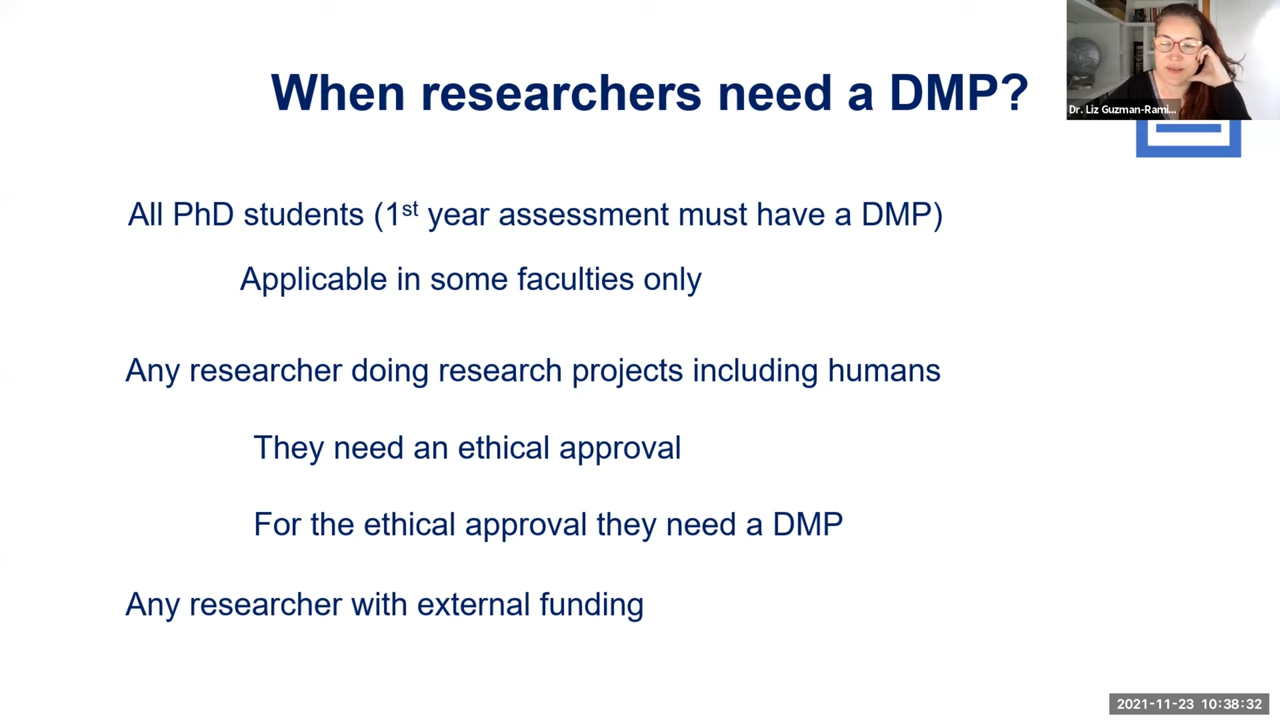 When researchers need a DMP?
Dr. Liz Guzman-Rami...
All PhD students (1st year assessment must have a DMP)
Applicable in some faculties only
Any researcher doing research projects including humans
They need an ethical approval
For the ethical approval they need a DMP
Any researcher with external funding
2021-11-23 10:38:32